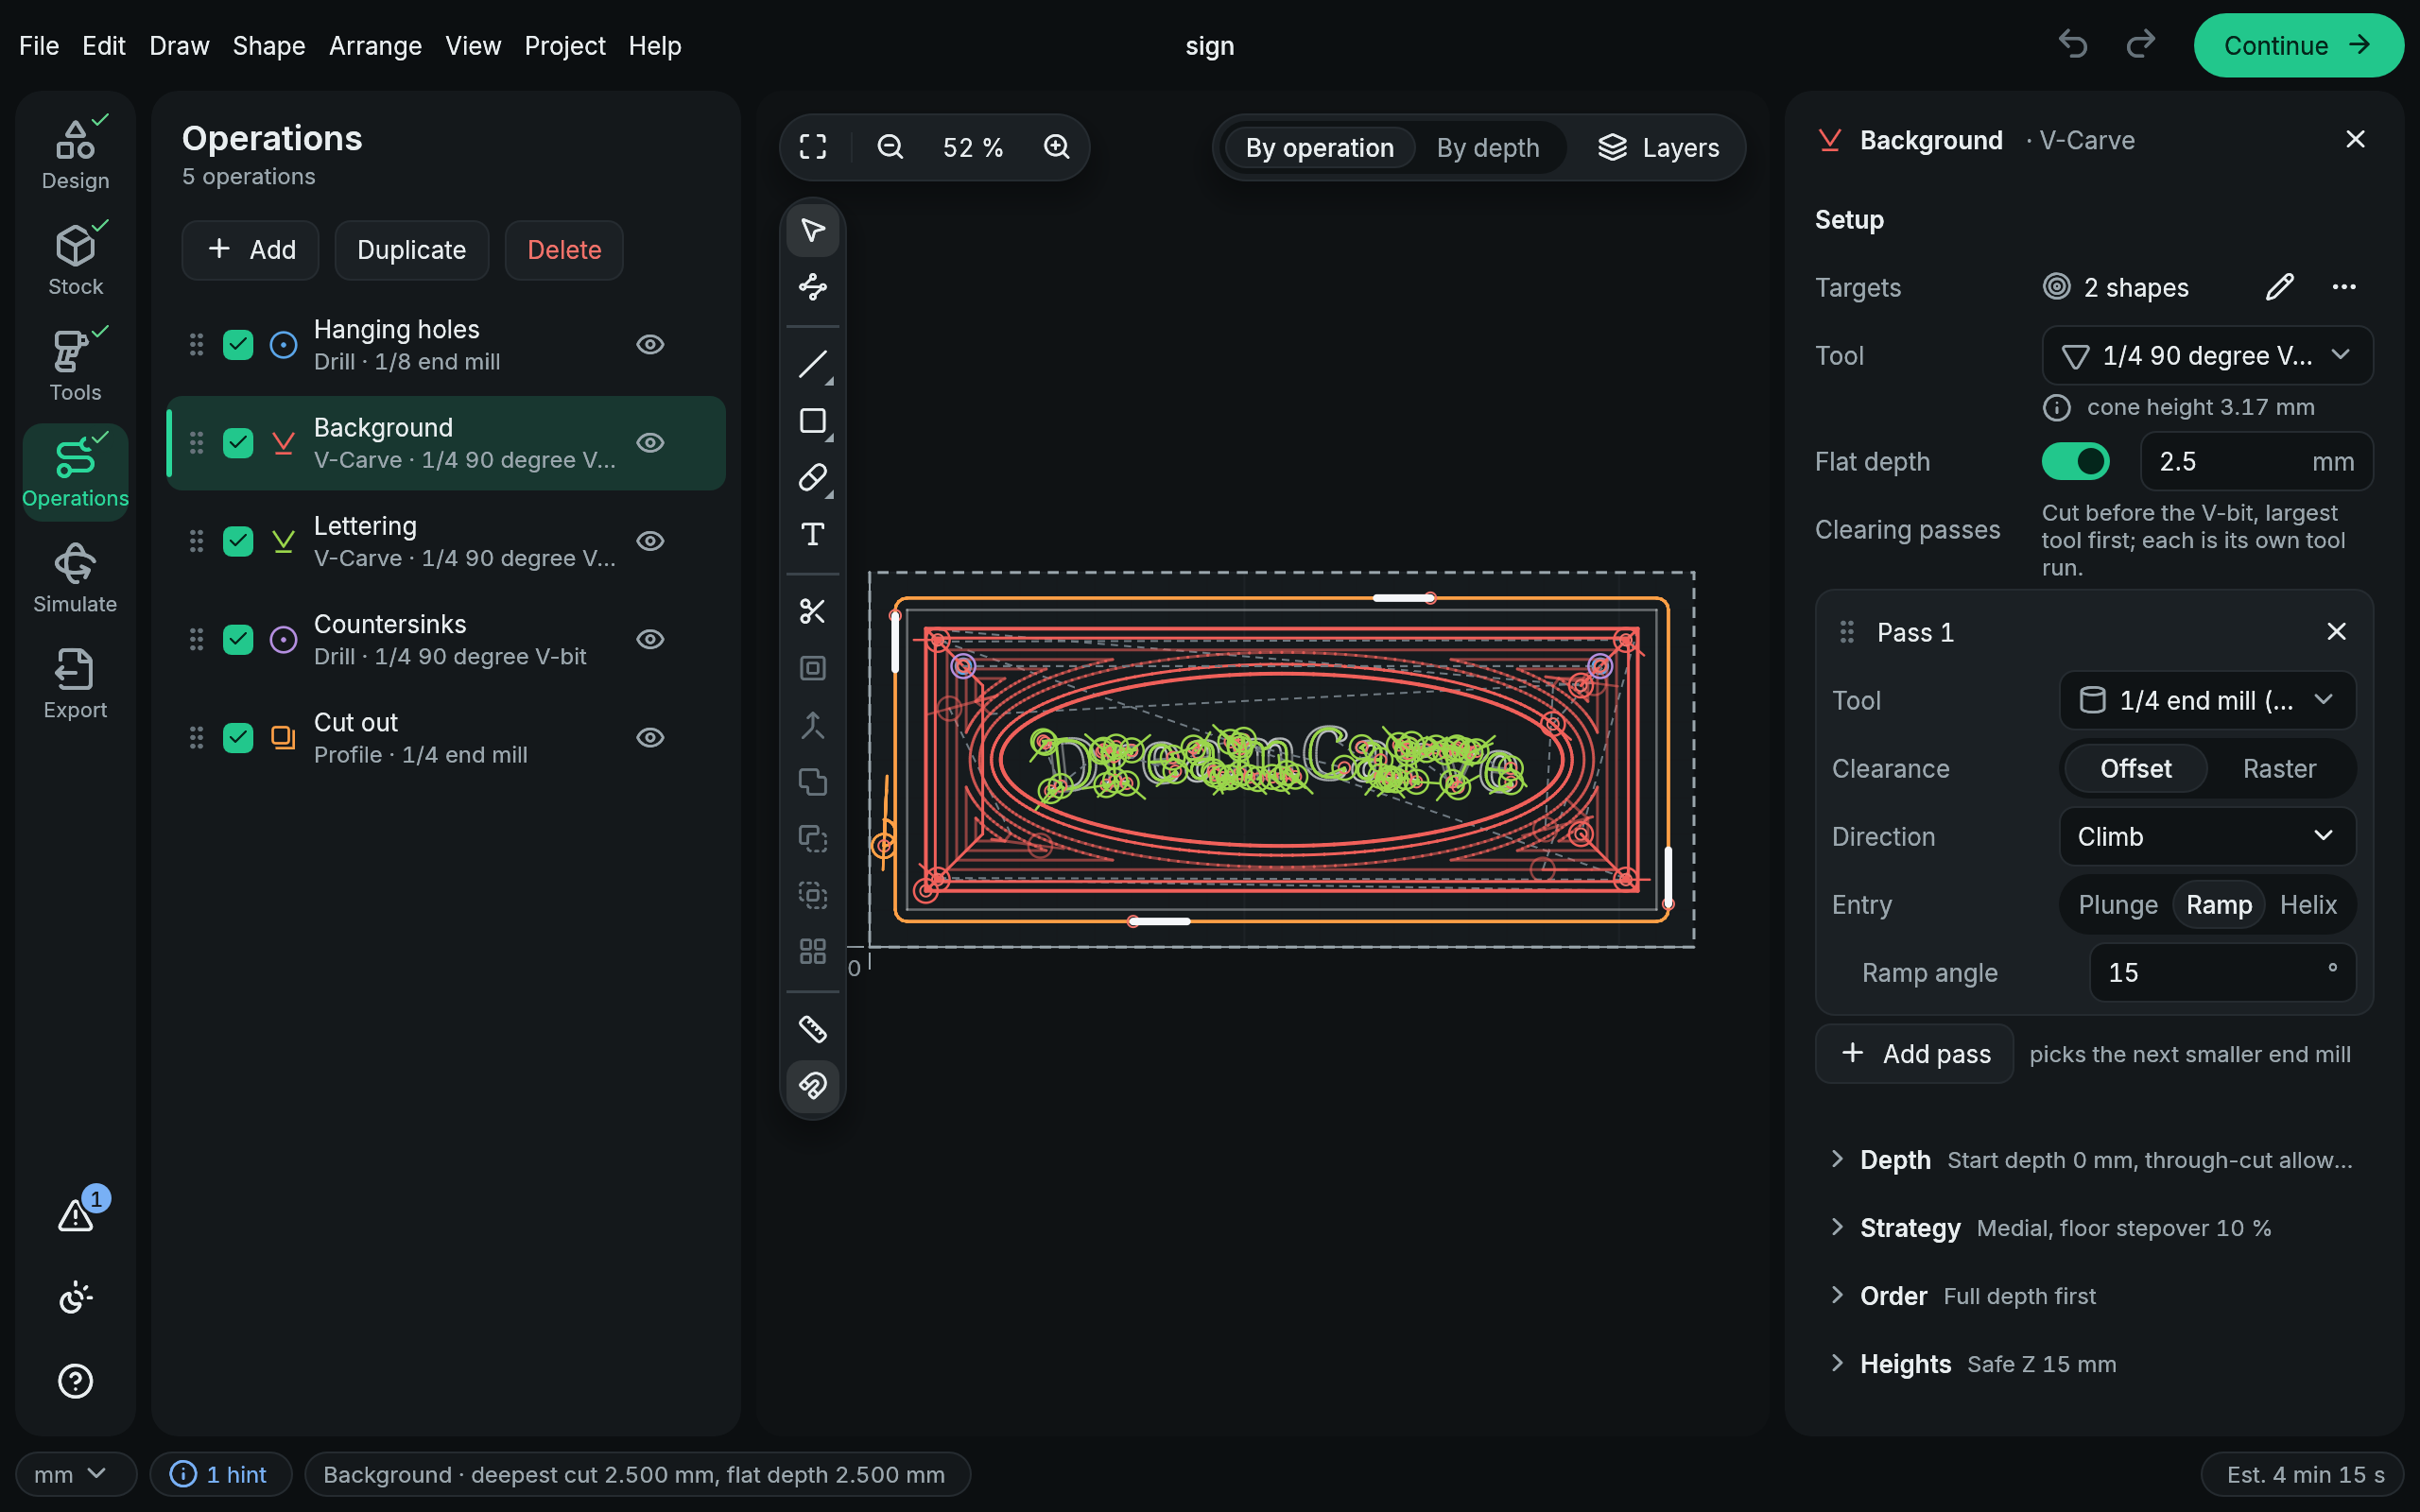 File Edit Draw Shape Arrange View Project Help
sign
Continue
Design
Stock
Tools
Operations
Simulate
Export
1
Operations
5 operations
Add
Duplicate
Delete
Hanging holes
Drill · 1/8 end mill
Background
V-Carve · 1/4 90 degree V...
Lettering
V-Carve · 1/4 90 degree V...
Countersinks
Drill · 1/4 90 degree V-bit
Cut out
Profile · 1/4 end mill
52 %
By operation
By depth
Layers
0
Background · V-Carve
Setup
Targets
2 shapes
Tool
1/4 90 degree V...
cone height 3.17 mm
Flat depth
2.5 mm
Clearing passes
Cut before the V-bit, largest
tool first; each is its own tool
run.
Pass 1
Tool
1/4 end mill (...
Clearance
Offset
Raster
Direction
Climb
Entry
Plunge
Ramp
Helix
Ramp angle
15 °
Add pass
picks the next smaller end mill
Depth Start depth 0 mm, through-cut allow...
Strategy Medial, floor stepover 10 %
Order Full depth first
Heights Safe Z 15 mm
mm
1 hint
Background · deepest cut 2.500 mm, flat depth 2.500 mm
Est. 4 min 15 s